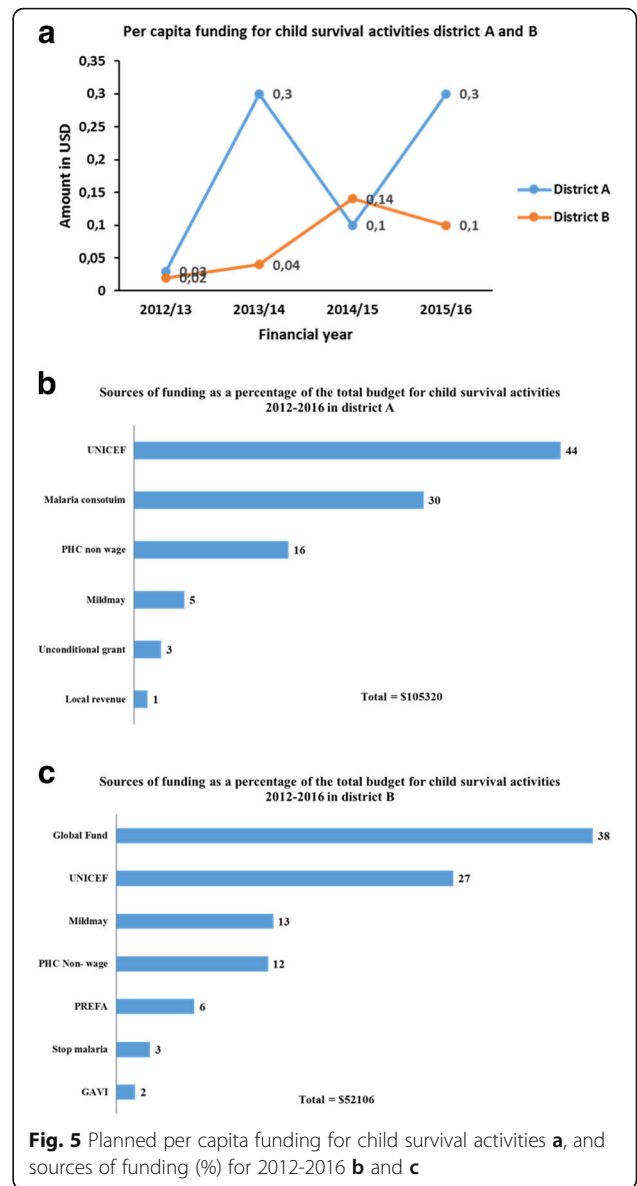 a
Per capita funding for child survival activities district A and B
0,35
0,3
0,25
0,2
0,15
0,1
0,05
0
Amount in USD
0,3
0,3
0,14
0,1
0,1
0,03
0,02
0,04
District A
District B
2012/13 2013/14 2014/15 2015/16
Financial year
b
Sources of funding as a percentage of the total budget for child survival activities
2012-2016 in district A
UNICEF 44
Malaria consotuim 30
PHC non wage 16
Mildmay 5
Unconditional grant 3
Local revenue 1
Total = $105320
c
Sources of funding as a percentage of the total budget for child survival activities
2012-2016 in district B
Global Fund 38
UNICEF 27
Mildmay 13
PHC Non- wage 12
PREFA 6
Stop malaria 3
GAVI 2
Total = $52106
Fig. 5 Planned per capita funding for child survival activities a, and
sources of funding (%) for 2012-2016 b and c